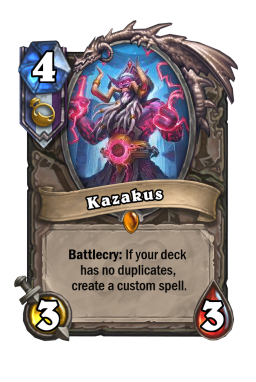 4
Kazakus
Battlecry: If your deck
has no duplicates,
create a custom spell.
3
3